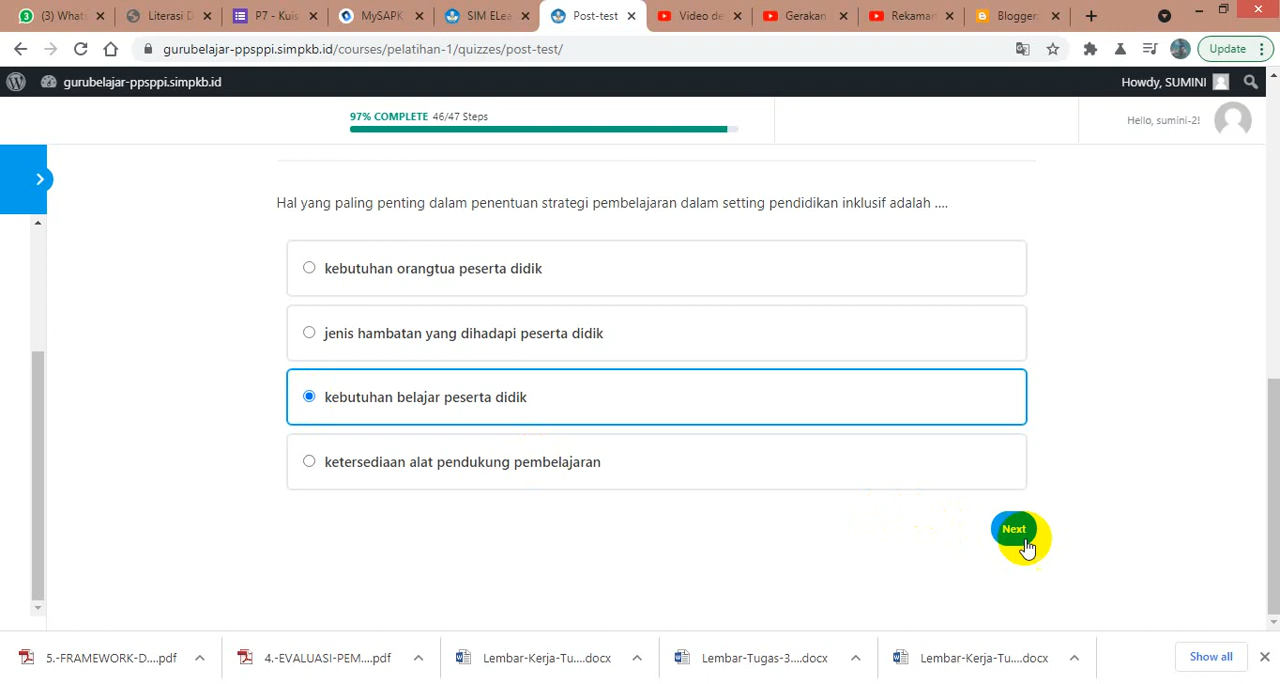 (3) Whats
Literasi D
P7 - Kuis
MySAPK
SIM ELea
Post-test
Video de
Gerakan
Rekaman
Blogger:
gurubelajar-ppsppi.simpkb.id/courses/pelatihan-1/quizzes/post-test/
Update
gurubelajar-ppsppi.simpkb.id
Howdy, SUMINI
97% COMPLETE 46/47 Steps
Hello, sumini-2!
Hal yang paling penting dalam penentuan strategi pembelajaran dalam setting pendidikan inklusif adalah ....
kebutuhan orangtua peserta didik
jenis hambatan yang dihadapi peserta didik
kebutuhan belajar peserta didik
ketersediaan alat pendukung pembelajaran
Next
5.-FRAMEWORK-D....pdf
4.-EVALUASI-PEM....pdf
Lembar-Kerja-Tu....docx
Lembar-Tugas-3....docx
Lembar-Kerja-Tu....docx
Show all